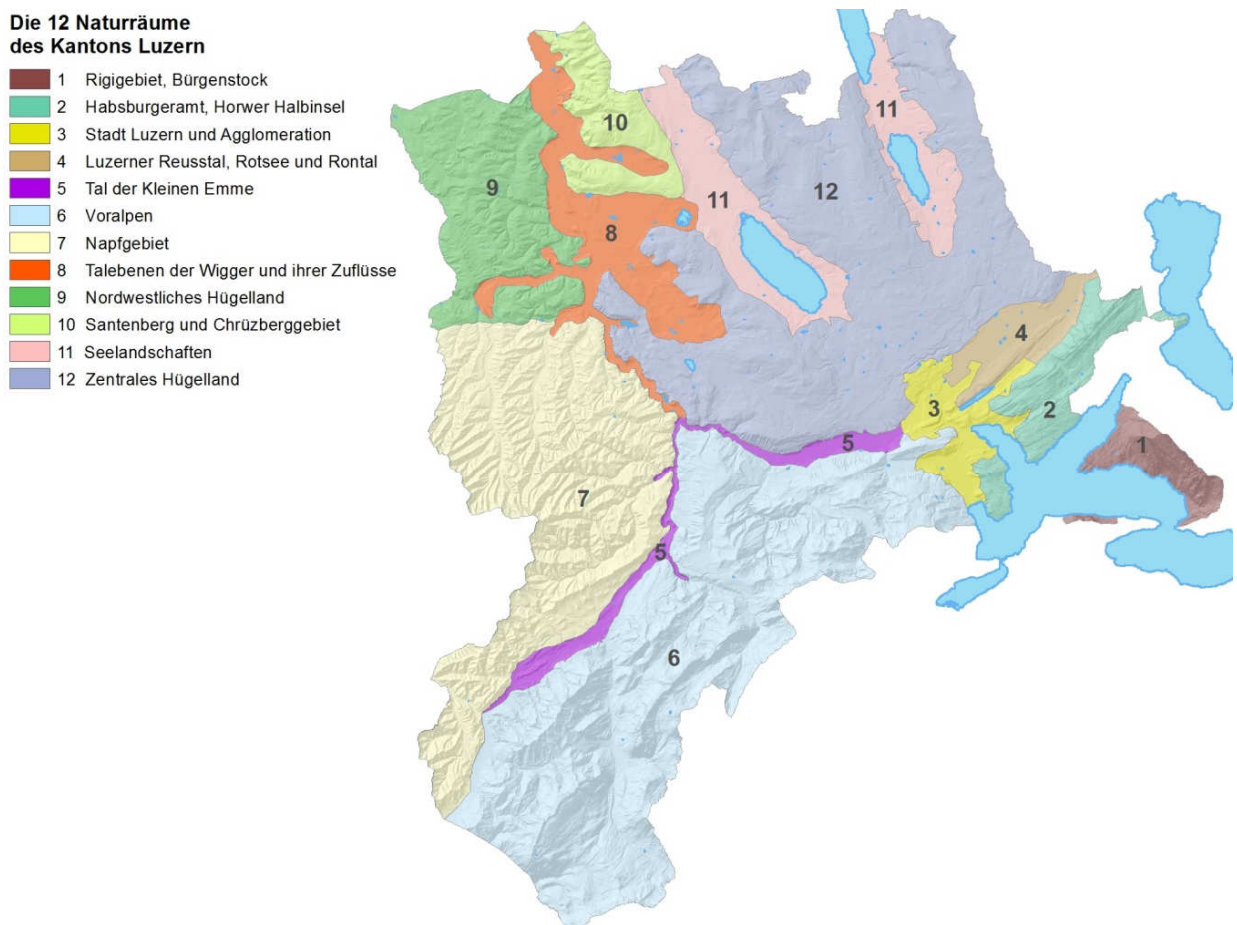 Die 12 Naturräume
des Kantons Luzern
1 Rigigebiet, Bürgenstock
2 Habsburgeramt, Horwer Halbinsel
3 Stadt Luzern und Agglomeration
4 Luzerner Reusstal, Rotsee und Rontal
5 Tal der Kleinen Emme
6 Voralpen
7 Napfgebiet
8 Talebenen der Wigger und ihrer Zuflüsse
9 Nordwestliches Hügelland
10 Santenberg und Chrüzberggebiet
11 Seelandschaften
12 Zentrales Hügelland
11
10
9
11
12
8
4
3
2
5
1
7
5
6